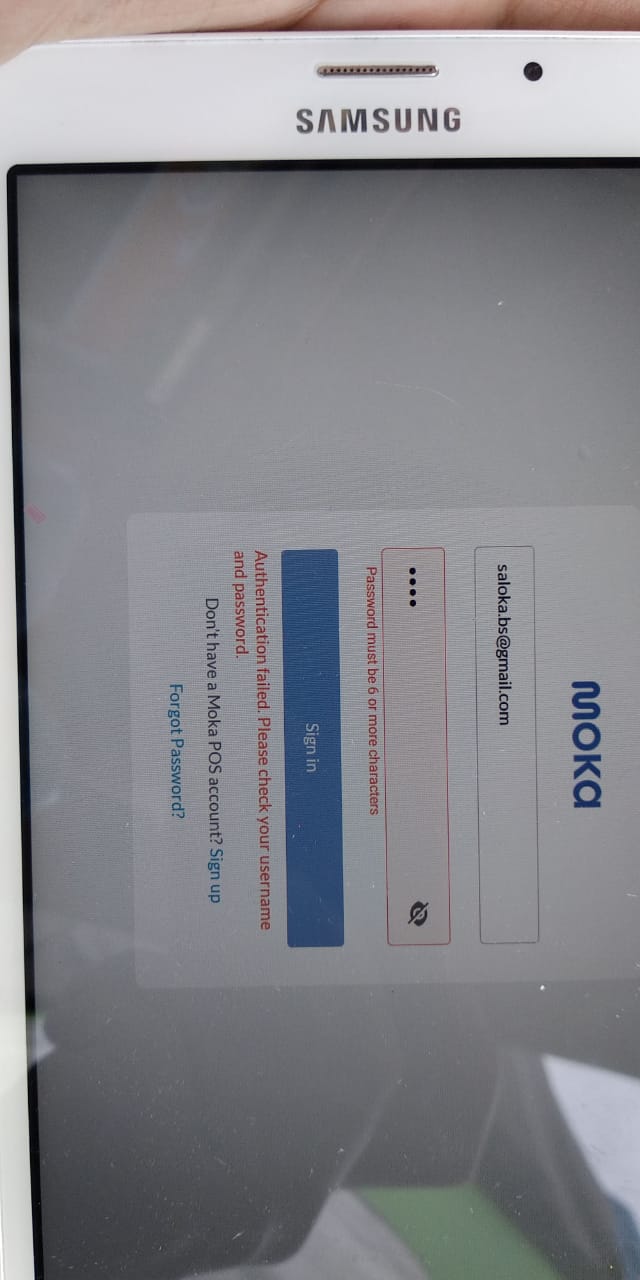 SAMSUNG
MOKA
saloka.bs@gmail.com
••••
Password must be 6 or more characters
Sign in
Authentication failed. Please check your username
and password.
Don't have a Moka POS account? Sign up
Forgot Password?